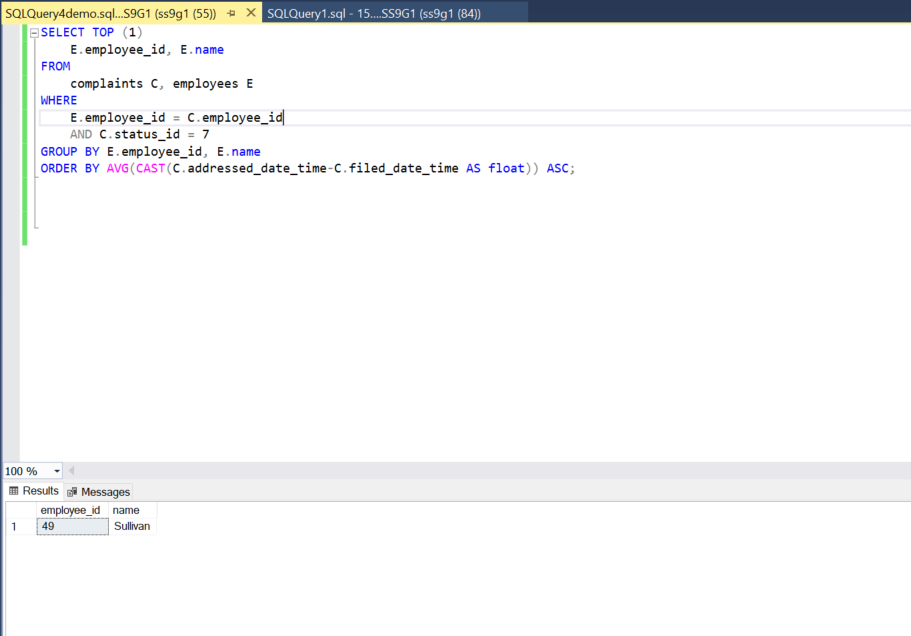 SQLQuery4demo.sql...S9G1 (ss9g1 (55)) SQLQuery1.sql - 15....S9G1 (ss9g1 (84))
SELECT TOP (1)
E.employee_id, E.name
FROM
complaints C, employees E
WHERE
E.employee_id = C.employee_id
AND C.status_id = 7
GROUP BY E.employee_id, E.name
ORDER BY AVG(CAST(C.addressed_date_time-C.filed_date_time AS float)) ASC;
100 %
Results Messages
employee_id name
1 49 Sullivan